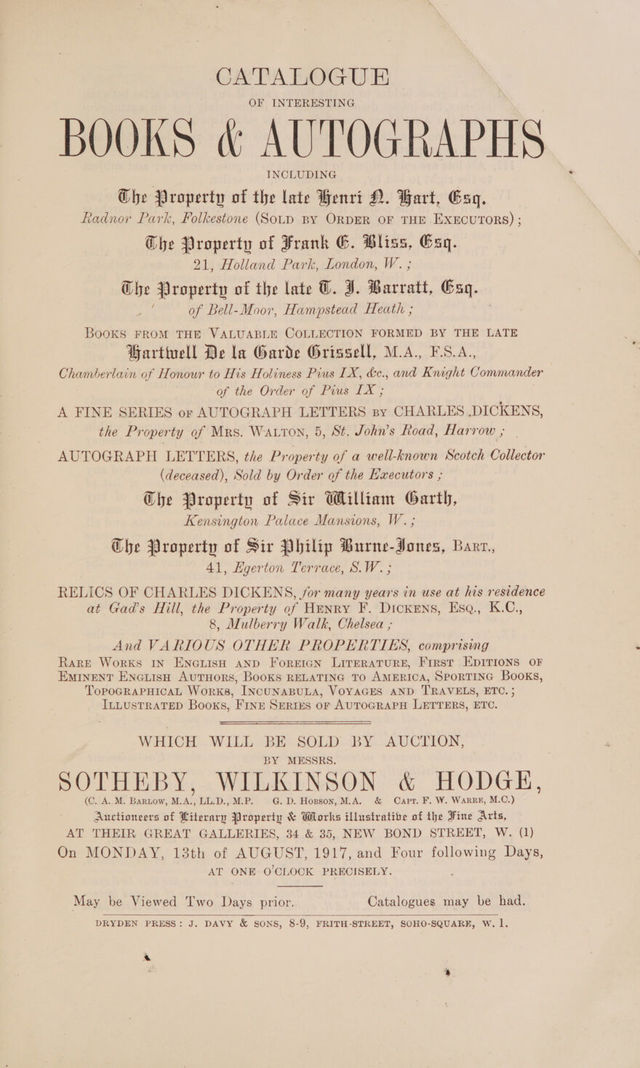 CATALOGUE
OF INTERESTING
BOOKS & AUTOGRAPHS
INCLUDING
The Property of the late Henri N. Hart, Esq.
Radnor Park, Folkestone (SOLD BY ORDER OF THE EXECUTORS);
The Property of Frank E. Bliss, Esq.
21, Holland Park, London, W.;
The Property of the late T. J. Barratt, Esq.
of Bell-Moor, Hampstead Heath;
BOOKS FROM THE VALUABLE COLLECTION FORMED BY THE LATE
Hartwell De la Garde Grissell, M.A., F.S.A.,
Chamberlain of Honour to His Holiness Pius IX, &c., and Knight Commander
of the Order of Pius IX;
A FINE SERIES OF AUTOGRAPH LETTERS BY CHARLES DICKENS,
the Property of MRS. WALTON, 5, St. John's Road, Harrow;
AUTOGRAPH LETTERS, the Property of a well-known Scotch Collector
(deceased), Sold by Order of the Executors;
The Property of Sir William Garth,
Kensington Palace Mansions, W.;
The Property of Sir Philip Burne-Jones, BART.,
41, Egerton Terrace, S.W.;
RELICS OF CHARLES DICKENS, for many years in use at his residence
at Gad's Hill, the Property of HENRY F. DICKENS, ESQ., K.C.,
8, Mulberry Walk, Chelsea;
And VARIOUS OTHER PROPERTIES, comprising
RARE WORKS IN ENGLISH AND FOREIGN LITERATURE, FIRST EDITIONS OF
EMINENT ENGLISH AUTHORS, BOOKS RELATING TO AMERICA, SPORTING BOOKS,
TOPOGRAPHICAL WORKS, INCUNABULA, VOYAGES AND TRAVELS, ETC.;
ILLUSTRATED BOOKS, FINE SERIES OF AUTOGRAPH LETTERS, ETC.
WHICH WILL BE SOLD BY AUCTION,
BY MESSRS.
SOTHEBY, WILKINSON & HODGE,
(C. A. M. BARLOW, M.A., LL.D., M.P. G. D. HOBSON, M.A. & CAPT. F. W. WARRE, M.C.)
Auctioneers of Literary Property & Works illustrative of the Fine Arts,
AT THEIR GREAT GALLERIES, 34 & 35, NEW BOND STREET, W. (1)
On MONDAY, 13th of AUGUST, 1917, and Four following Days,
AT ONE O'CLOCK PRECISELY.
May be Viewed Two Days prior. Catalogues may be had.
DRYDEN PRESS: J. DAVY & SONS, 8-9, FRITH-STREET, SOHO-SQUARE, W. 1.